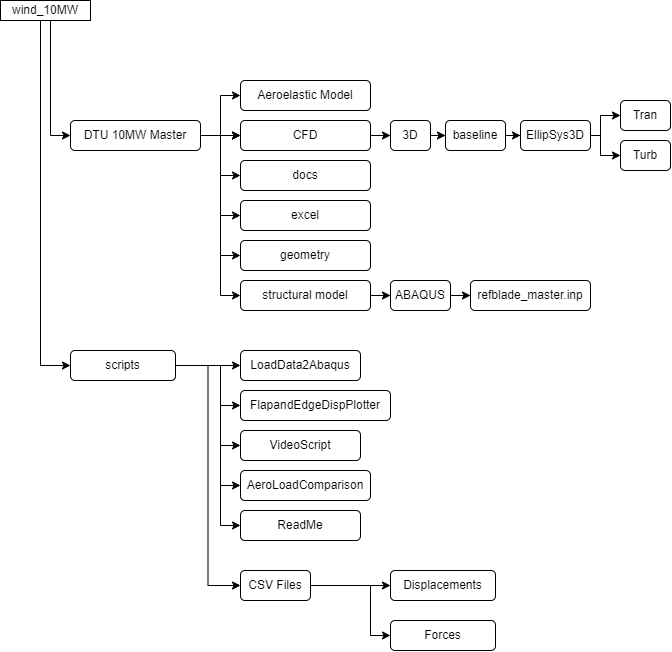 wind_10MW
DTU 10MW Master
Aeroelastic Model
CFD
3D
baseline
EllipSys3D
Tran
Turb
docs
excel
geometry
structural model
ABAQUS
refblade_master.inp
scripts
LoadData2Abaqus
FlapandEdgeDispPlotter
VideoScript
AeroLoadComparison
ReadMe
CSV Files
Displacements
Forces